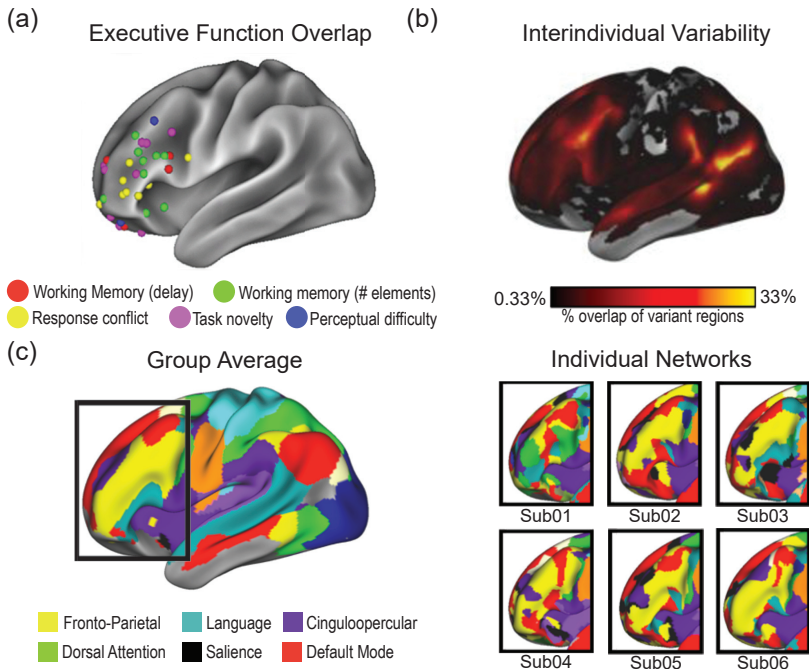 (a)
Executive Function Overlap
Working Memory (delay)
Working memory (# elements)
Response conflict
Task novelty
Perceptual difficulty
(b)
Interindividual Variability
0.33%
33%
% overlap of variant regions
(c)
Group Average
Fronto-Parietal
Language
Cinguloopercular
Dorsal Attention
Salience
Default Mode
Individual Networks
Sub01
Sub02
Sub03
Sub04
Sub05
Sub06